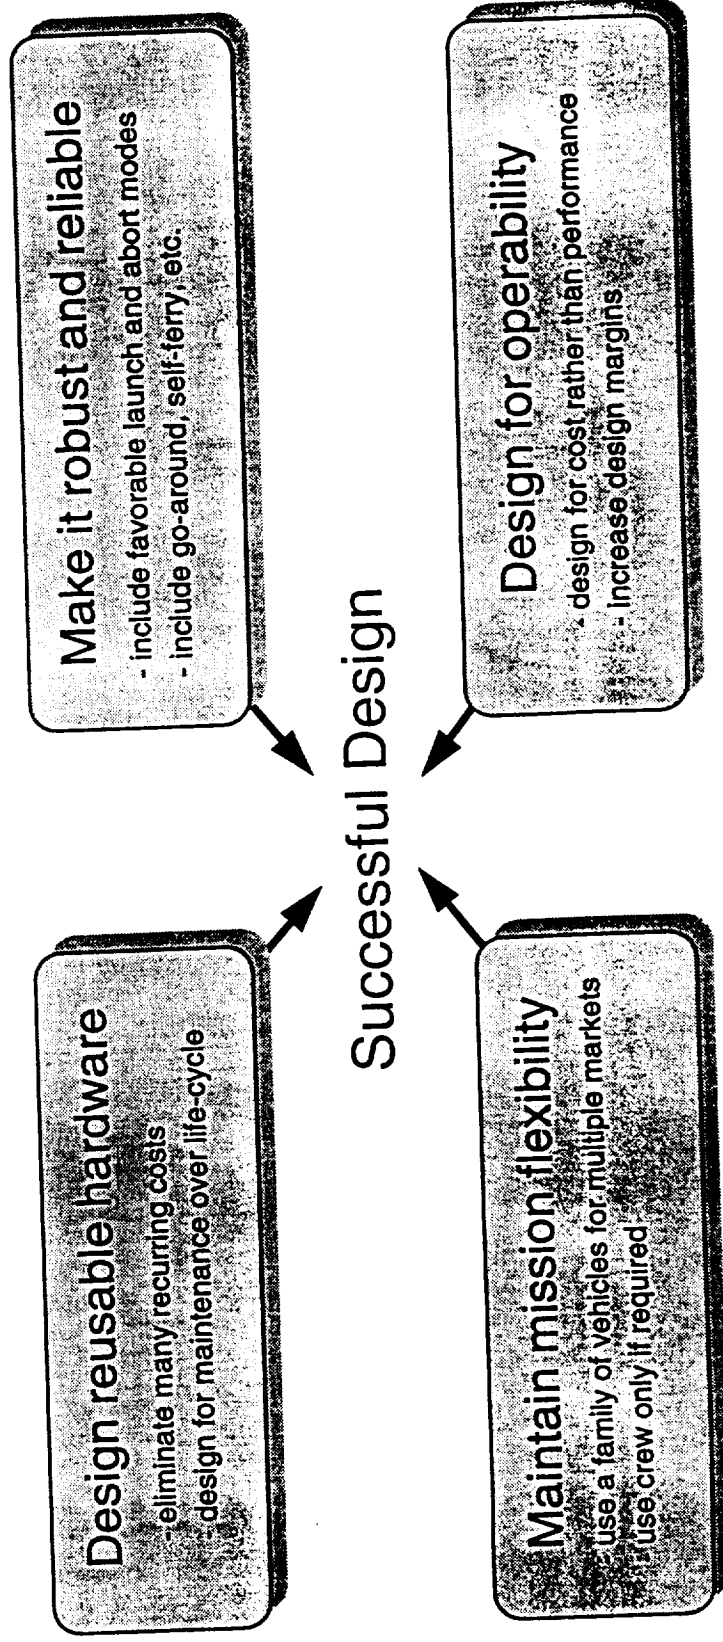 Design reusable hardware
- eliminate many recurring costs
- design for maintenance over life-cycle
Make it robust and reliable
- include favorable launch and abort modes
- include go-around, self-ferry, etc.
Successful Design
Maintain mission flexibility
- use a family of vehicles for multiple markets
- use crew only if required
Design for operability
- design for cost rather than performance
- increase design margins